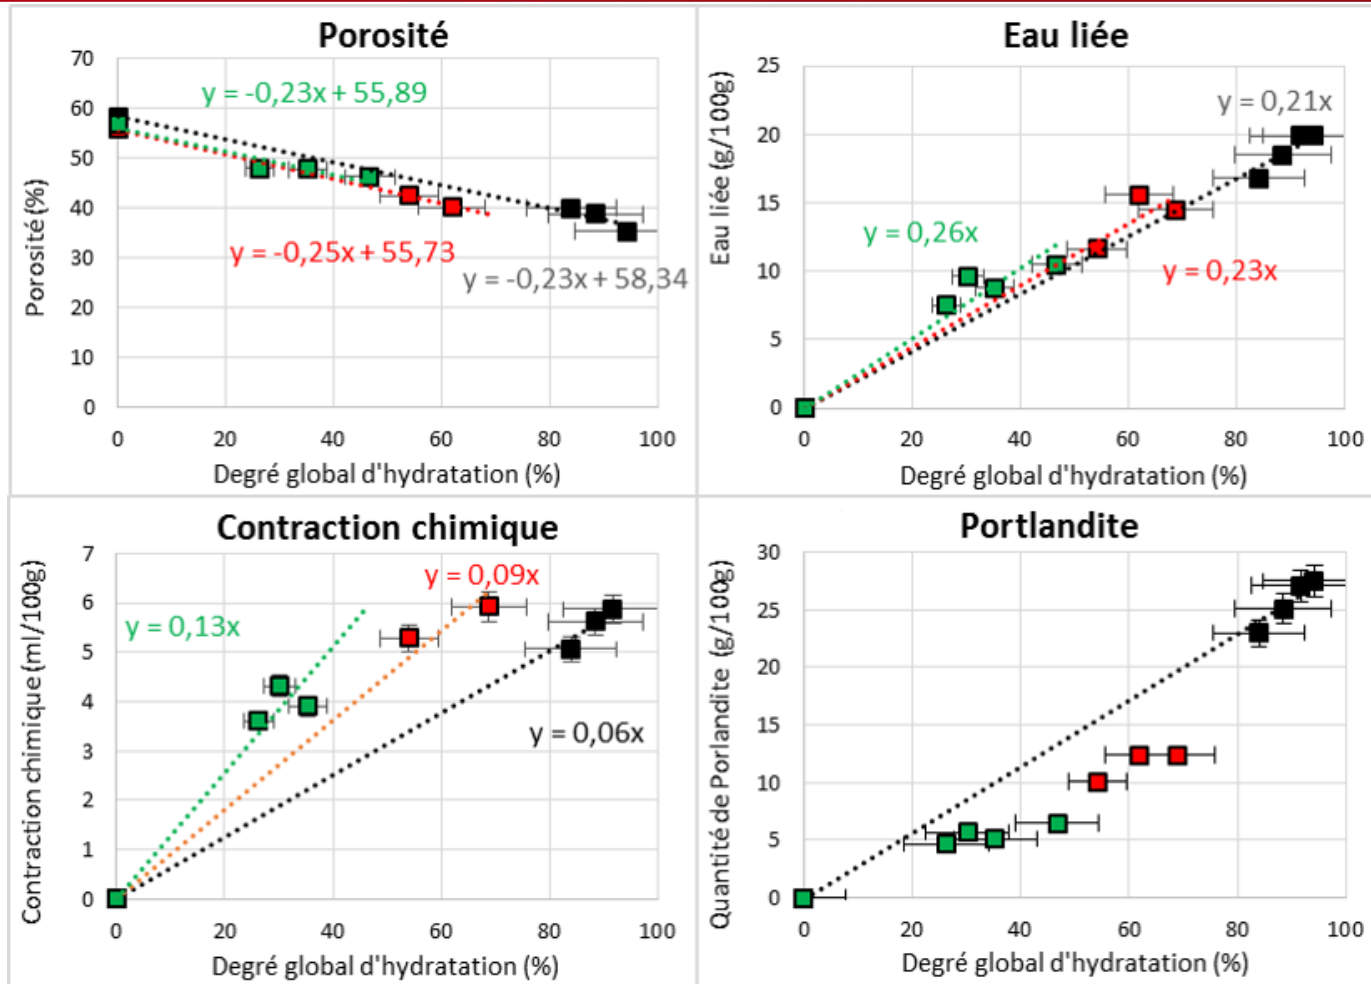 Porosité
70
60
50
40
30
20
10
0
0 20 40 60 80 100
Porosité (%)
Degré global d'hydratation (%)
y = -0,23x + 55,89
y = -0,25x + 55,73
y = -0,23x + 58,34
Eau liée
25
20
15
10
5
0
0 20 40 60 80 100
Eau liée (g/100g)
Degré global d'hydratation (%)
y = 0,21x
y = 0,26x
y = 0,23x
Contraction chimique
7
6
5
4
3
2
1
0
0 20 40 60 80 100
Contraction chimique (ml/100g)
Degré global d'hydratation (%)
y = 0,09x
y = 0,13x
y = 0,06x
Portlandite
30
25
20
15
10
5
0
0 20 40 60 80 100
Quantité de Porlandite (g/100g)
Degré global d'hydratation (%)